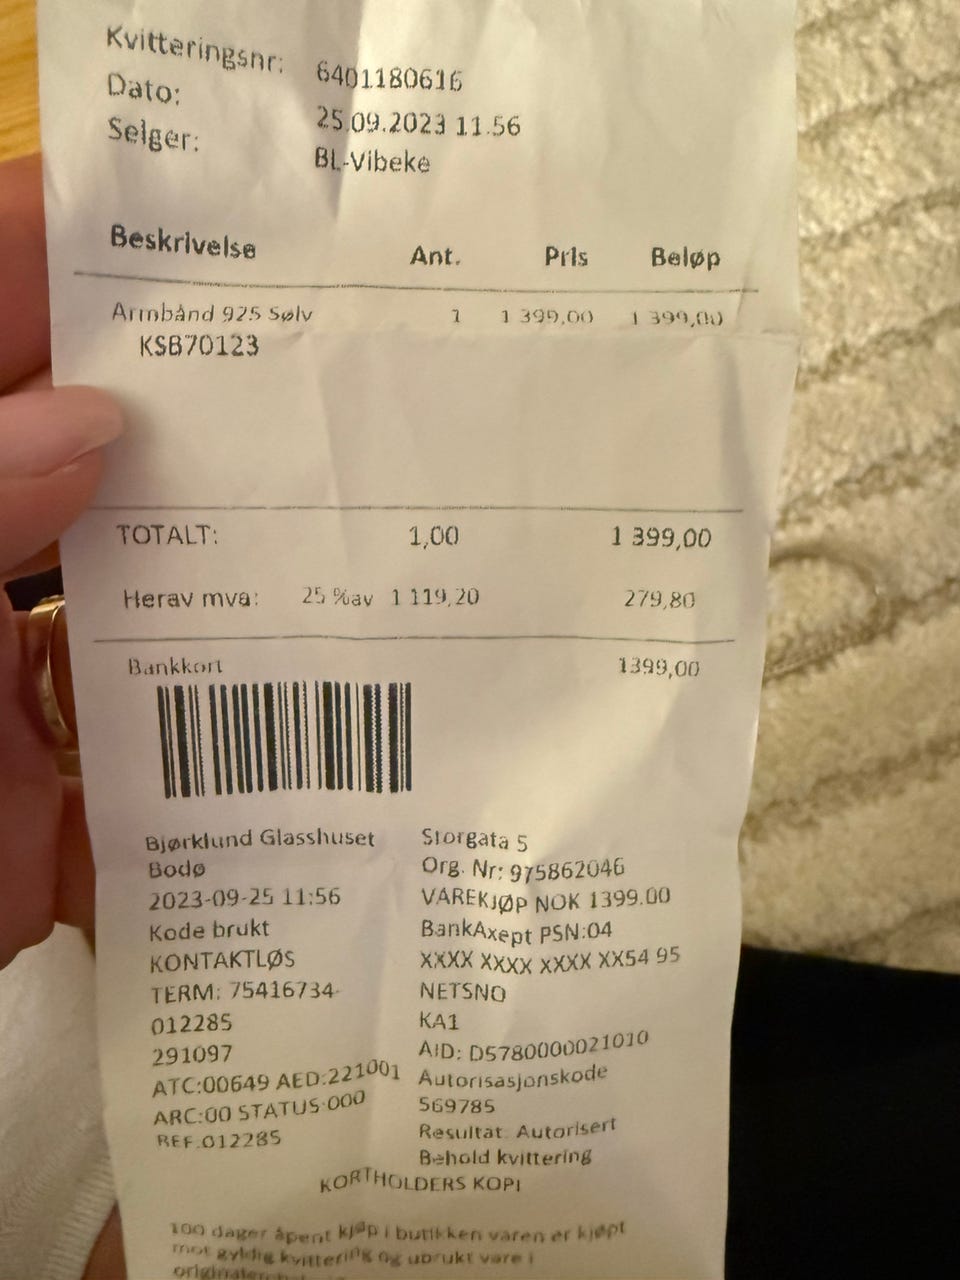 Kvitteringsnr: 6401180616
Dato: 25.09.2023 11.56
Selger: BL-Vibeke
Beskrivelse Ant. Pris Beløp
Armbånd 925 Sølv 1 1 399,00 1 399,00
KSB70123
TOTALT: 1,00 1 399,00
Herav mva: 25 %av 1 119,20 279,80
Bankkort 1399,00
Bjørklund Glasshuset Storgata 5
Bodø Org. Nr: 975862046
2023-09-25 11:56 VAREKJØP NOK 1399.00
Kode brukt BankAxept PSN:04
KONTAKTLØS XXXX XXXX XXXX XX54 95
TERM: 75416734- NETSNO
012285 KA1
291097 AID: D5780000021010
ATC:00649 AED:221001 Autorisasjonskode
ARC:00 STATUS:000 569785
REF:012285 Resultat: Autorisert
Behold kvittering
KORTHOLDERS KOPI
100 dager åpent kjøp i butikken varen er kjøpt
mot gyldig kvittering og ubrukt vare i